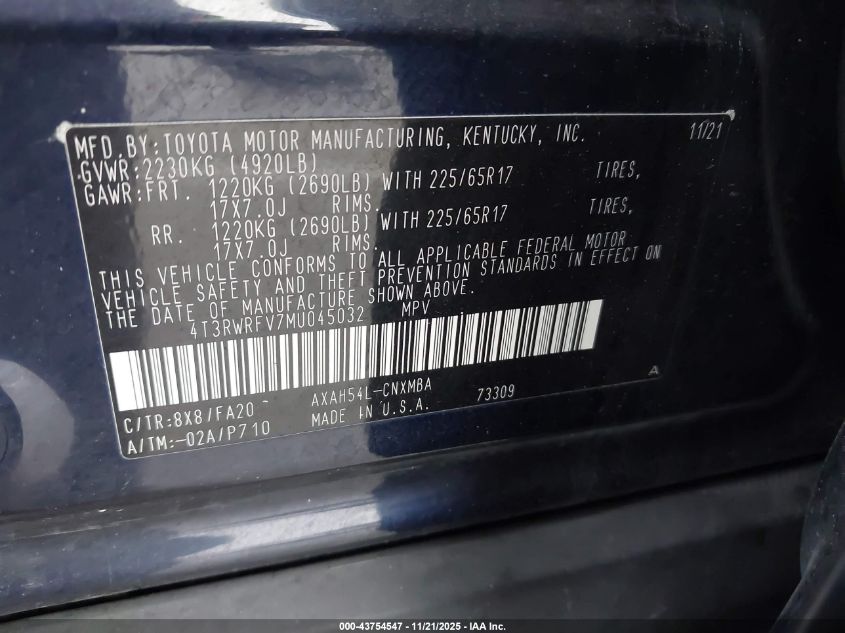 MFD. BY: TOYOTA MOTOR MANUFACTURING, KENTUCKY, INC. 11/21
GVWR: 2230KG (4920LB)
GAWR: FRT. 1220KG (2690LB) WITH 225/65R17 TIRES,
17X7.0J RIMS.
RR. 1220KG (2690LB) WITH 225/65R17 TIRES,
17X7.0J RIMS.
THIS VEHICLE CONFORMS TO ALL APPLICABLE FEDERAL MOTOR
VEHICLE SAFETY AND THEFT PREVENTION STANDARDS IN EFFECT ON
THE DATE OF MANUFACTURE SHOWN ABOVE.
4T3RWRFV7MU045032 MPV
A
C/TR:8X8/FA20 AXAH54L-CNXMBA 73309
A/TM:-02A/P710 MADE IN U.S.A.
000-43754547 - 11/21/2025 - IAA Inc.